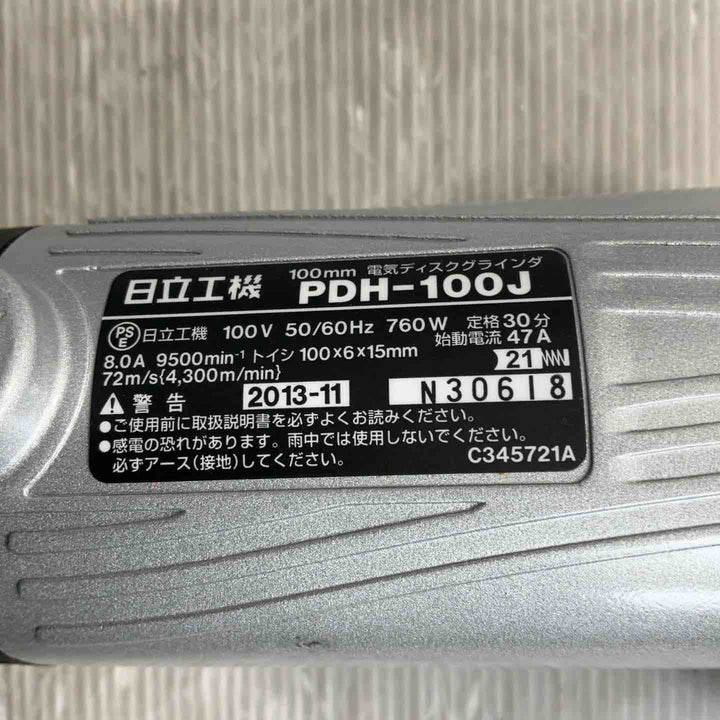 100mm 電気ディスクグラインダ
日立工機 PDH-100J
PSE 日立工機 100V 50/60Hz 760W 定格30分
始動電流 47A
8.0A 9500min⁻¹ トイシ 100×6×15mm
21
72m/s{4,300m/min}
警告 2013-11 N30618
●ご使用前に取扱説明書を必ずよくお読みください。
●感電の恐れがあります。雨中では使用しないでください。
必ずアース(接地)してください。 C345721A